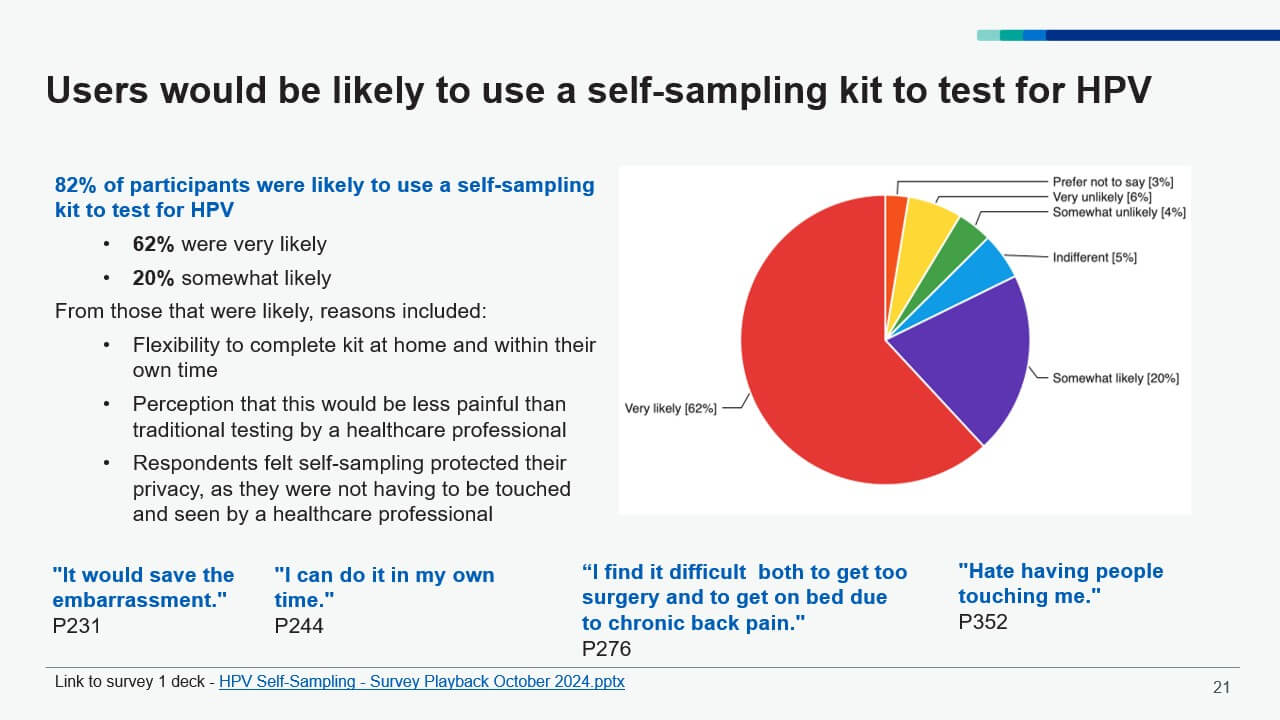 Users would be likely to use a self-sampling kit to test for HPV
82% of participants were likely to use a self-sampling
kit to test for HPV
• 62% were very likely
• 20% somewhat likely
From those that were likely, reasons included:
• Flexibility to complete kit at home and within their
own time
• Perception that this would be less painful than
traditional testing by a healthcare professional
• Respondents felt self-sampling protected their
privacy, as they were not having to be touched
and seen by a healthcare professional
Prefer not to say [3%]
Very unlikely [6%]
Somewhat unlikely [4%]
Indifferent [5%]
Somewhat likely [20%]
Very likely [62%]
"It would save the
embarrassment."
P231
"I can do it in my own
time."
P244
“I find it difficult  both to get too
surgery and to get on bed due
to chronic back pain."
P276
"Hate having people
touching me."
P352
Link to survey 1 deck - HPV Self-Sampling - Survey Playback October 2024.pptx
21